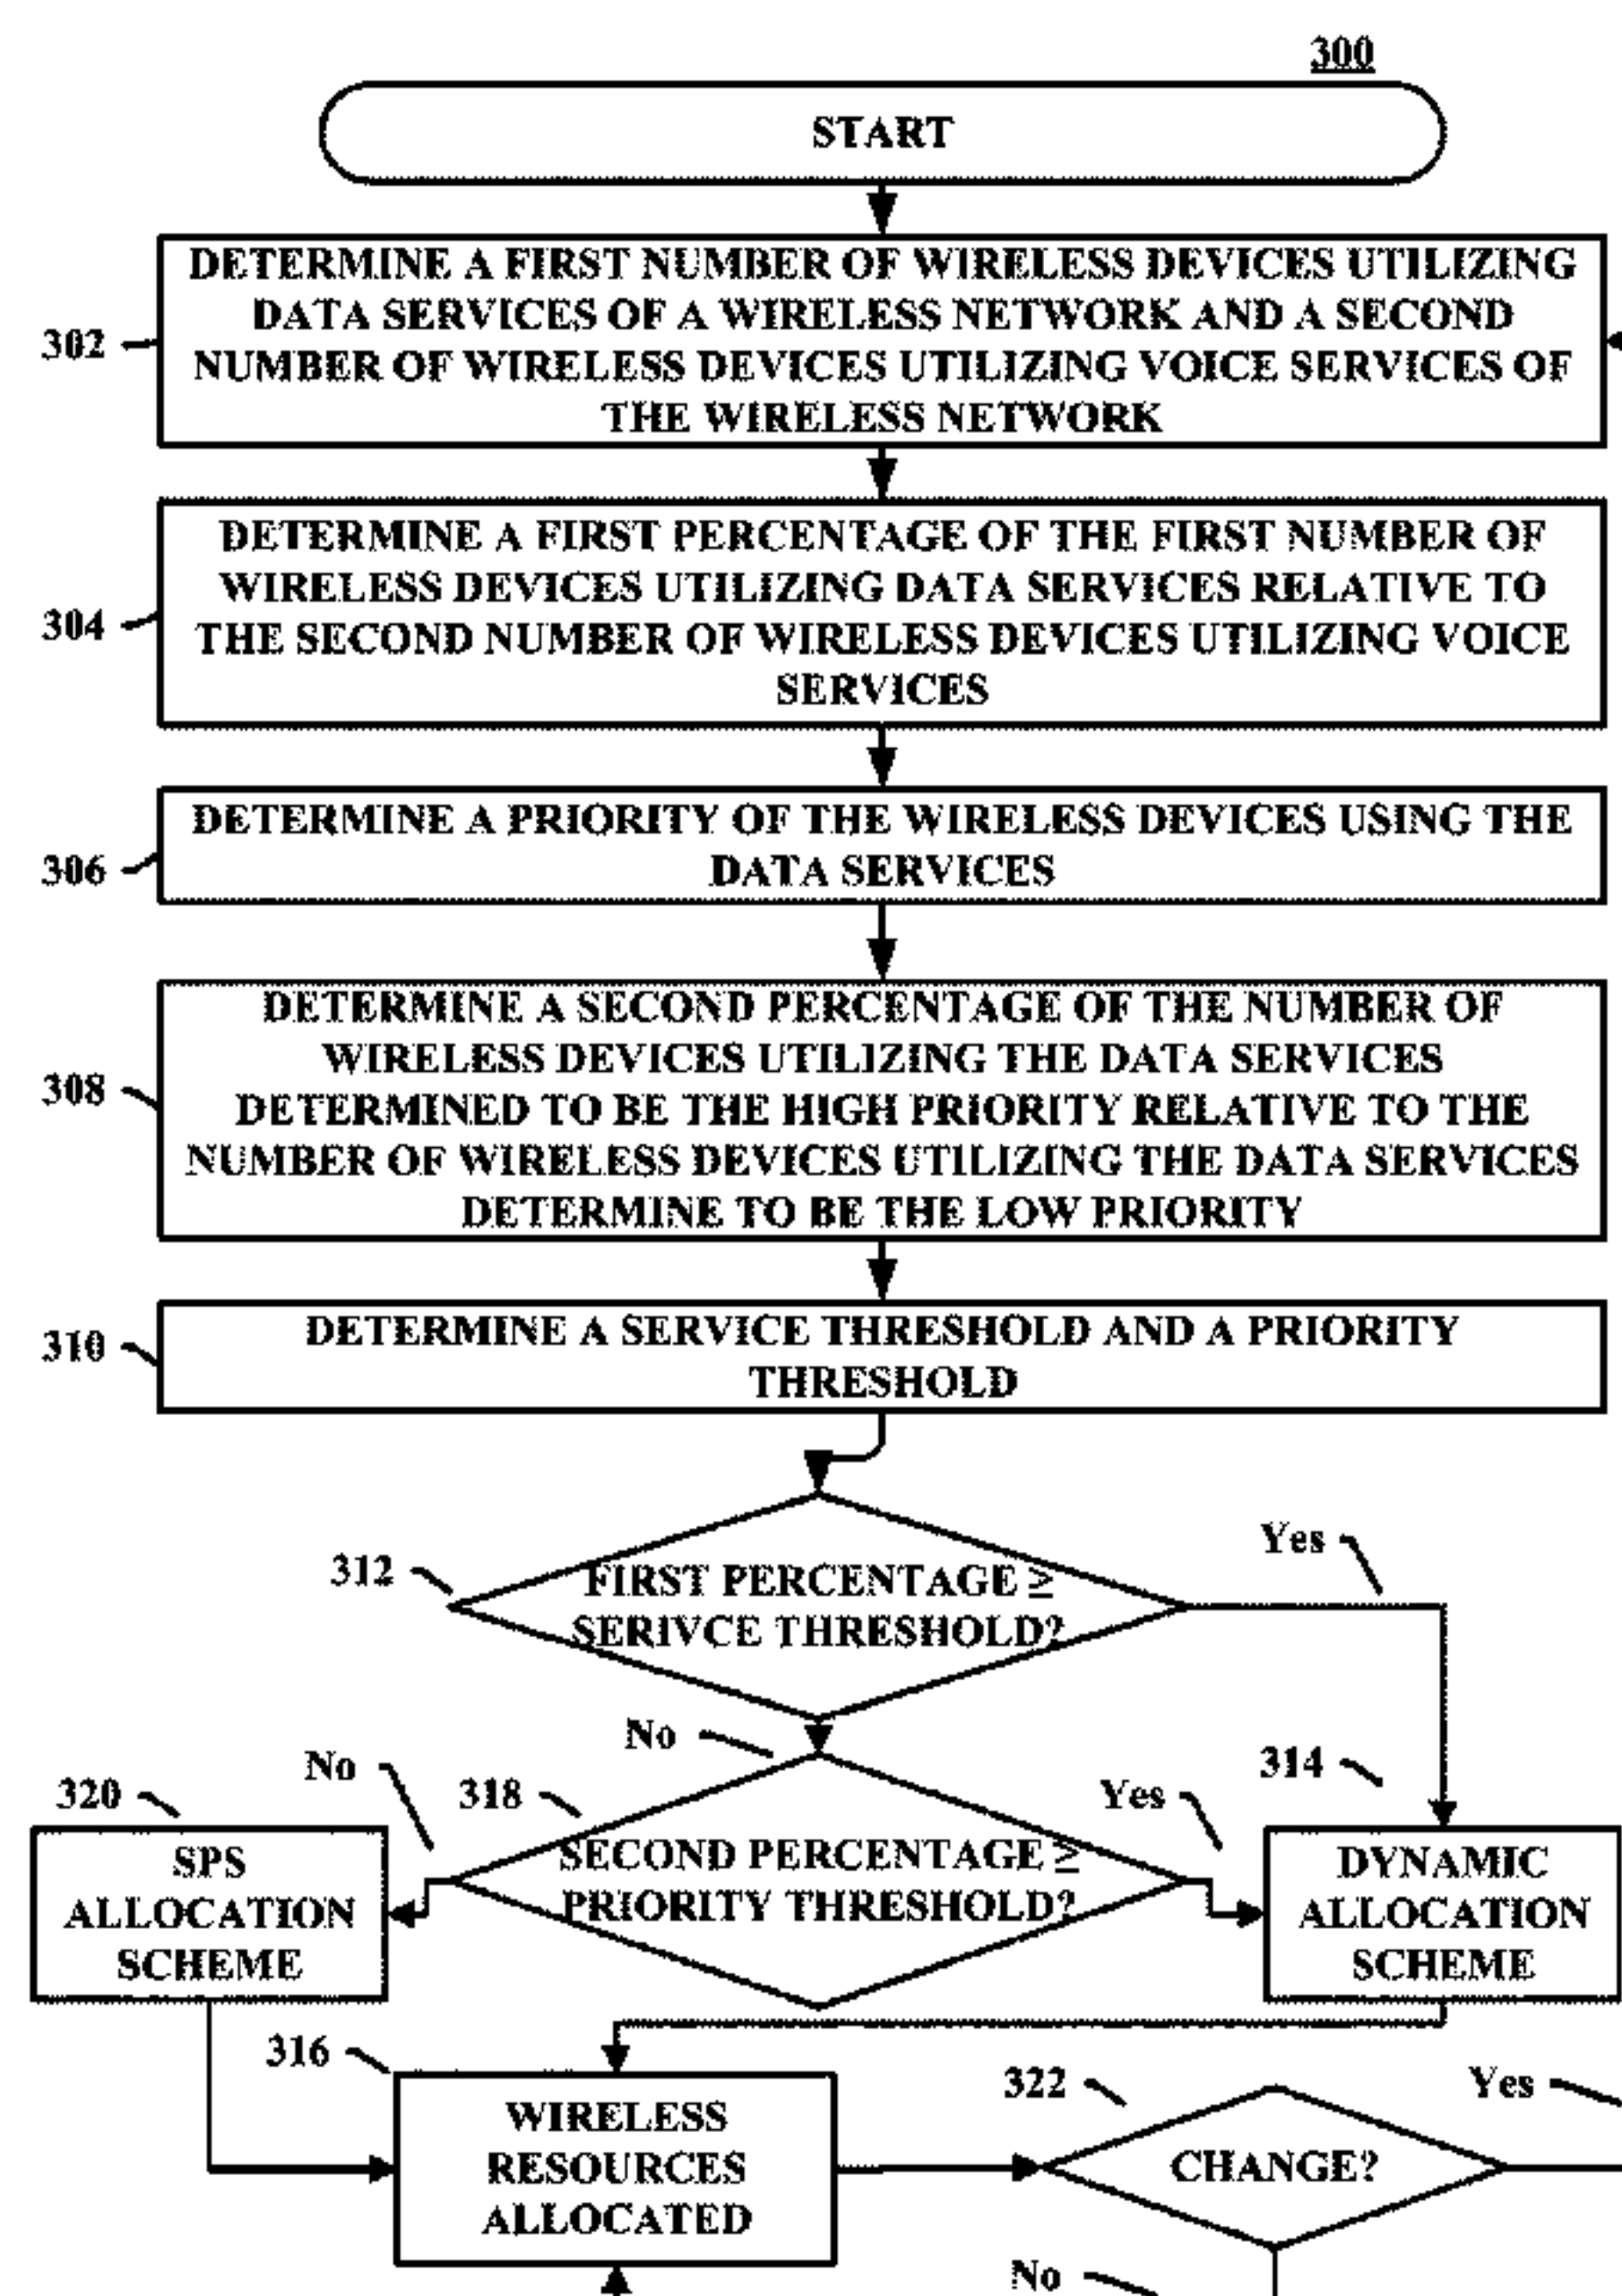 300
START
302
DETERMINE A FIRST NUMBER OF WIRELESS DEVICES UTILIZING
DATA SERVICES OF A WIRELESS NETWORK AND A SECOND
NUMBER OF WIRELESS DEVICES UTILIZING VOICE SERVICES OF
THE WIRELESS NETWORK
304
DETERMINE A FIRST PERCENTAGE OF THE FIRST NUMBER OF
WIRELESS DEVICES UTILIZING DATA SERVICES RELATIVE TO
THE SECOND NUMBER OF WIRELESS DEVICES UTILIZING VOICE
SERVICES
306
DETERMINE A PRIORITY OF THE WIRELESS DEVICES USING THE
DATA SERVICES
308
DETERMINE A SECOND PERCENTAGE OF THE NUMBER OF
WIRELESS DEVICES UTILIZING THE DATA SERVICES
DETERMINED TO BE THE HIGH PRIORITY RELATIVE TO THE
NUMBER OF WIRELESS DEVICES UTILIZING THE DATA SERVICES
DETERMINE TO BE THE LOW PRIORITY
310
DETERMINE A SERVICE THRESHOLD AND A PRIORITY
THRESHOLD
312
FIRST PERCENTAGE ≥
SERIVCE THRESHOLD?
Yes
No
320
No
318
Yes
314
SPS
ALLOCATION
SCHEME
SECOND PERCENTAGE ≥
PRIORITY THRESHOLD?
DYNAMIC
ALLOCATION
SCHEME
316
WIRELESS
RESOURCES
ALLOCATED
322
CHANGE?
Yes
No